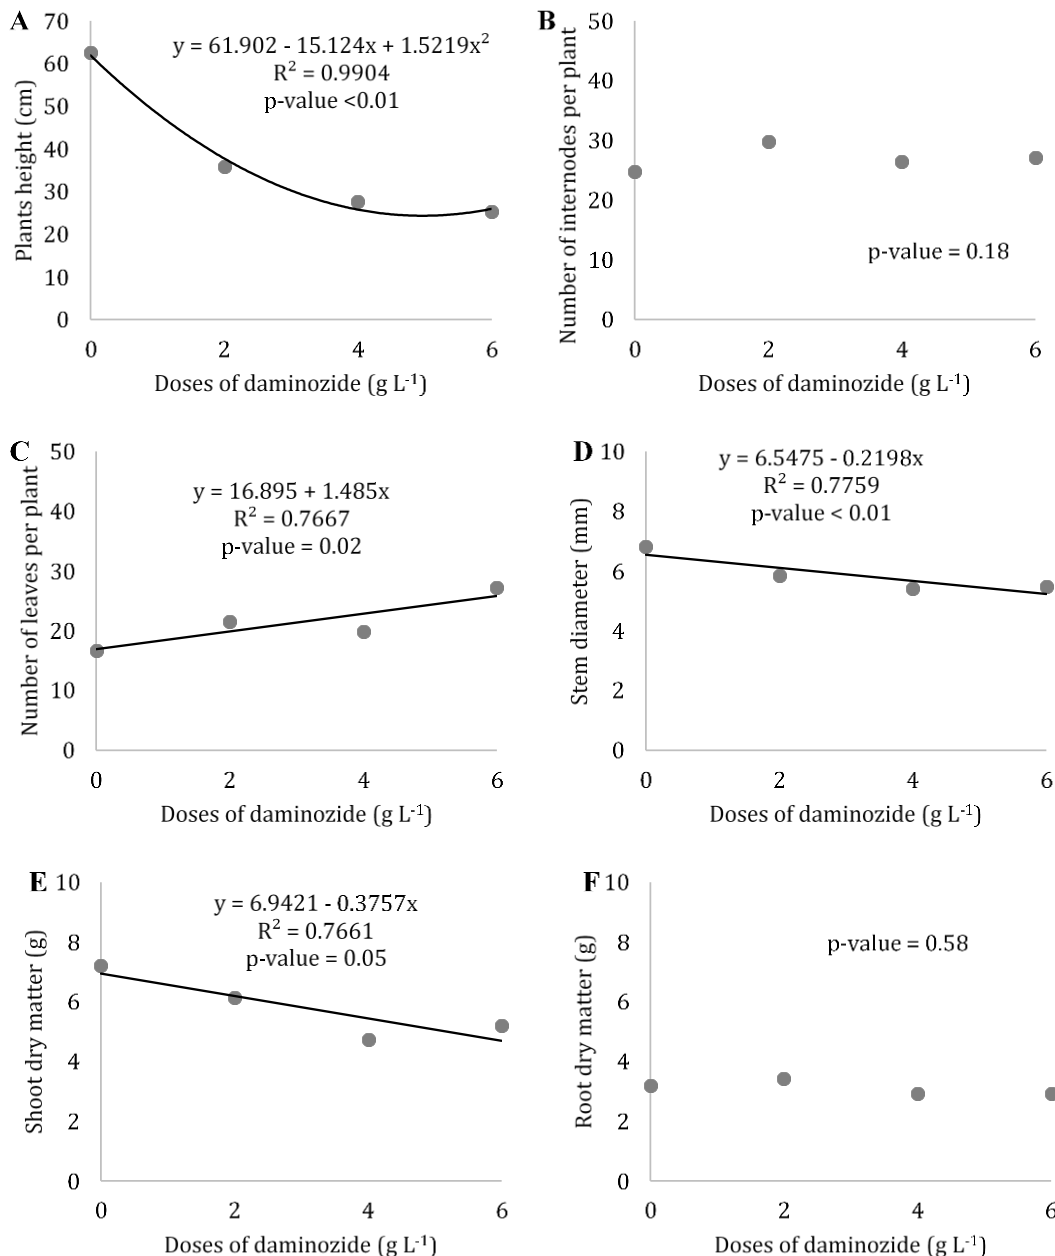 A
70
60
50
40
30
20
10
0
Plants height (cm)
y = 61.902 - 15.124x + 1.5219x²
R² = 0.9904
p-value <0.01
0 2 4 6
Doses of daminozide (g L⁻¹)
B
50
40
30
20
10
0
Number of internodes per plant
p-value = 0.18
0 2 4 6
Doses of daminozide (g L⁻¹)
C
50
40
30
20
10
0
Number of leaves per plant
y = 16.895 + 1.485x
R² = 0.7667
p-value = 0.02
0 2 4 6
Doses of daminozide (g L⁻¹)
D
10
8
6
4
2
0
Stem diameter (mm)
y = 6.5475 - 0.2198x
R² = 0.7759
p-value < 0.01
0 2 4 6
Doses of daminozide (g L⁻¹)
E
10
8
6
4
2
0
Shoot dry matter (g)
y = 6.9421 - 0.3757x
R² = 0.7661
p-value = 0.05
0 2 4 6
Doses of daminozide (g L⁻¹)
F
10
8
6
4
2
0
Root dry matter (g)
p-value = 0.58
0 2 4 6
Doses of daminozide (g L⁻¹)